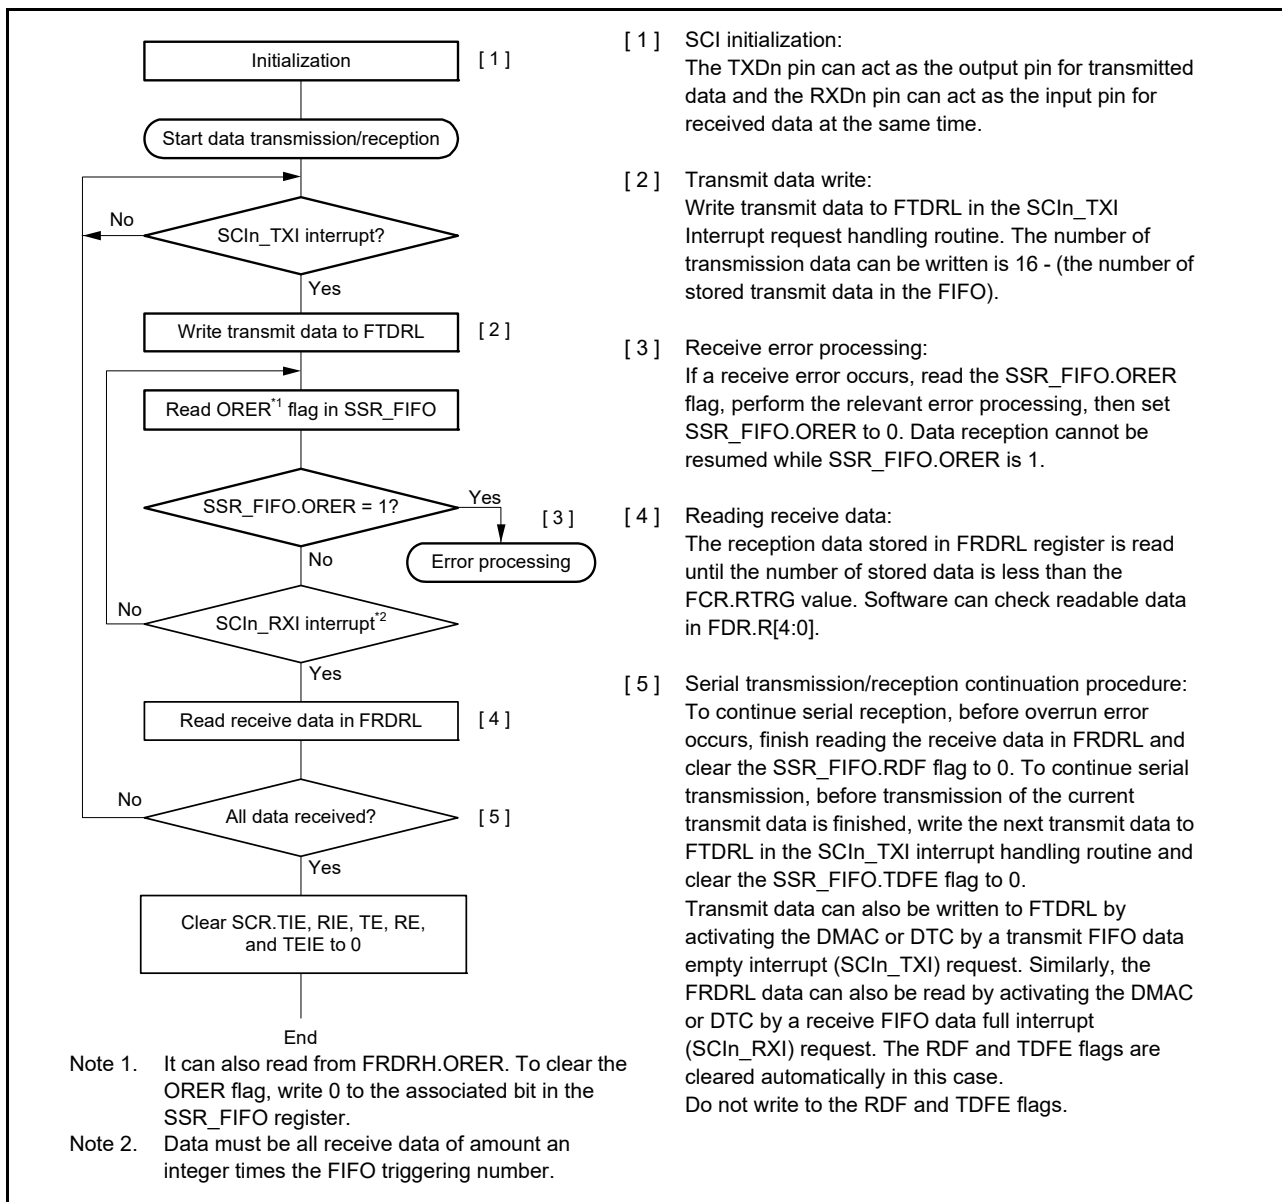 Initialization
[ 1 ]
Start data transmission/reception
No
SCIn_TXI interrupt?
Yes
Write transmit data to FTDRL
[ 2 ]
Read ORER*1 flag in SSR_FIFO
SSR_FIFO.ORER = 1?
Yes
[ 3 ]
Error processing
No
No
SCIn_RXI interrupt*2
Yes
Read receive data in FRDRL
[ 4 ]
No
All data received?
[ 5 ]
Yes
Clear SCR.TIE, RIE, TE, RE,
and TEIE to 0
End
Note 1. It can also read from FRDRH.ORER. To clear the
ORER flag, write 0 to the associated bit in the
SSR_FIFO register.
Note 2. Data must be all receive data of amount an
integer times the FIFO triggering number.
[ 1 ] SCI initialization:
The TXDn pin can act as the output pin for transmitted
data and the RXDn pin can act as the input pin for
received data at the same time.
[ 2 ] Transmit data write:
Write transmit data to FTDRL in the SCIn_TXI
Interrupt request handling routine. The number of
transmission data can be written is 16 - (the number of
stored transmit data in the FIFO).
[ 3 ] Receive error processing:
If a receive error occurs, read the SSR_FIFO.ORER
flag, perform the relevant error processing, then set
SSR_FIFO.ORER to 0. Data reception cannot be
resumed while SSR_FIFO.ORER is 1.
[ 4 ] Reading receive data:
The reception data stored in FRDRL register is read
until the number of stored data is less than the
FCR.RTRG value. Software can check readable data
in FDR.R[4:0].
[ 5 ] Serial transmission/reception continuation procedure:
To continue serial reception, before overrun error
occurs, finish reading the receive data in FRDRL and
clear the SSR_FIFO.RDF flag to 0. To continue serial
transmission, before transmission of the current
transmit data is finished, write the next transmit data to
FTDRL in the SCIn_TXI interrupt handling routine and
clear the SSR_FIFO.TDFE flag to 0.
Transmit data can also be written to FTDRL by
activating the DMAC or DTC by a transmit FIFO data
empty interrupt (SCIn_TXI) request. Similarly, the
FRDRL data can also be read by activating the DMAC
or DTC by a receive FIFO data full interrupt
(SCIn_RXI) request. The RDF and TDFE flags are
cleared automatically in this case.
Do not write to the RDF and TDFE flags.